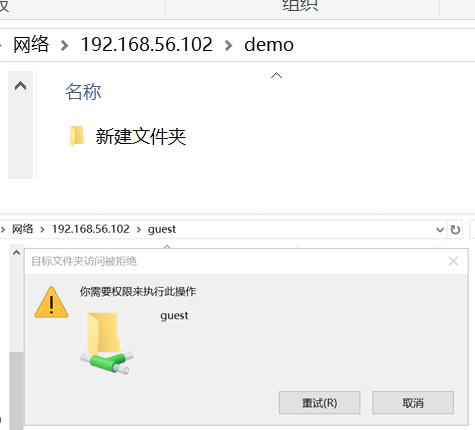 组织
网络 > 192.168.56.102 > demo
名称
新建文件夹
网络 > 192.168.56.102 > guest
目标文件夹访问被拒绝
你需要权限来执行此操作
guest
重试(R) 取消